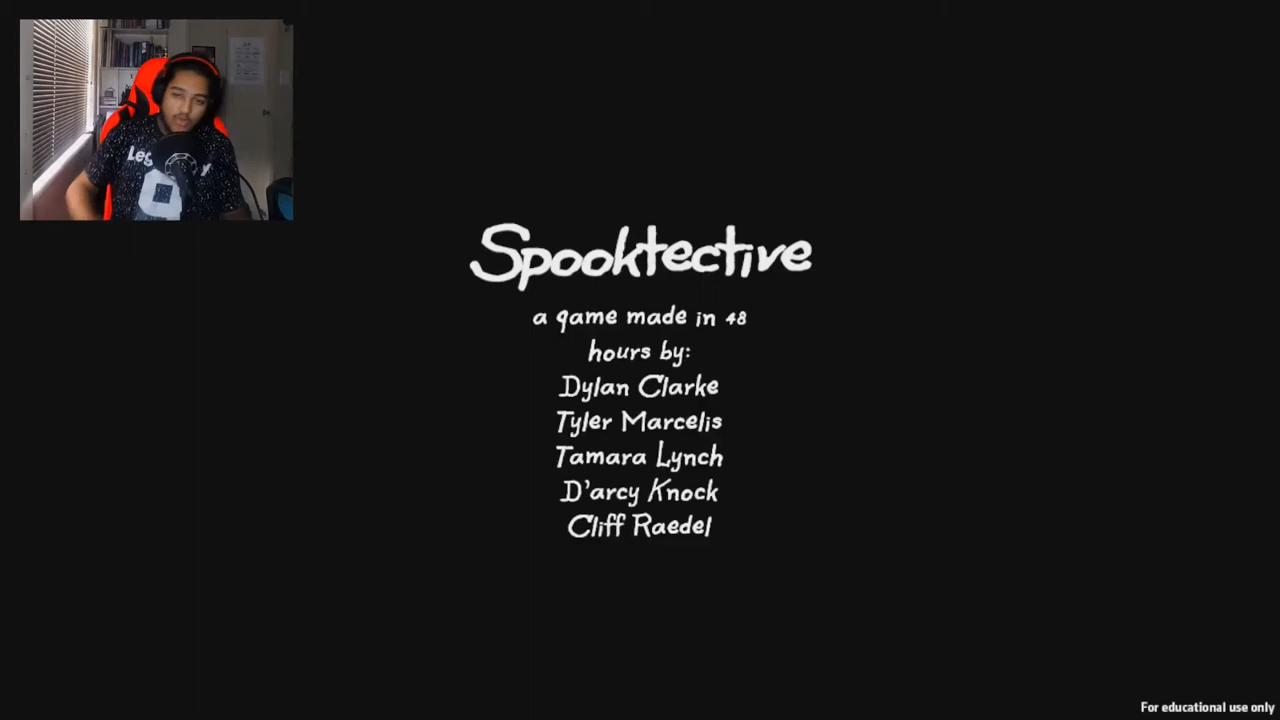 Spooktective
a game made in 48
hours by:
Dylan Clarke
Tyler Marcelis
Tamara Lynch
D'arcy Knock
Cliff Raedel
For educational use only